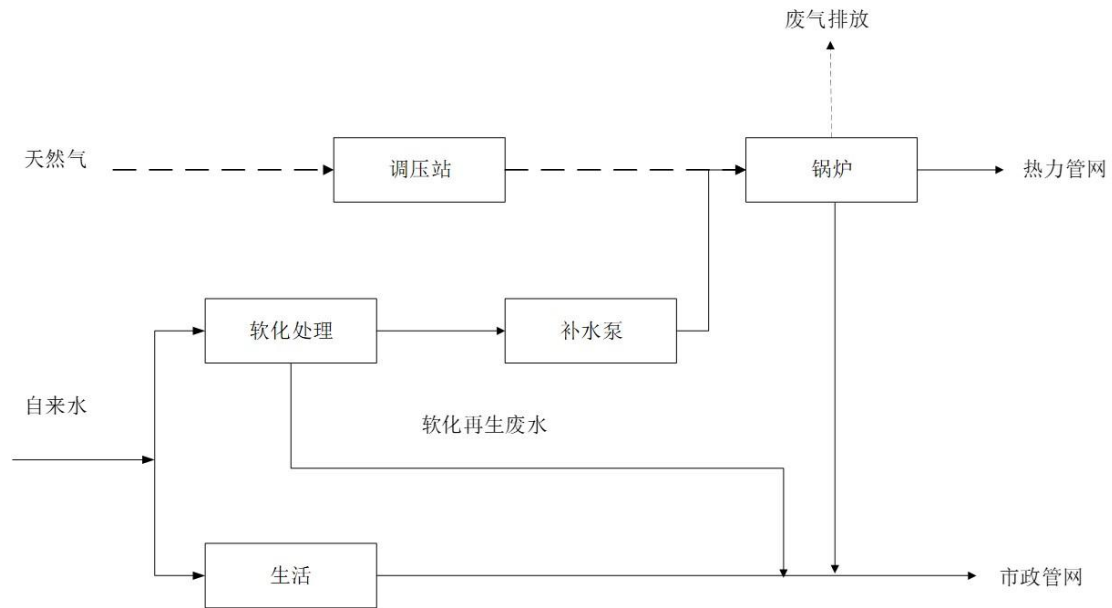 废气排放
天然气
调压站
锅炉
热力管网
软化处理
补水泵
自来水
软化再生废水
生活
市政管网